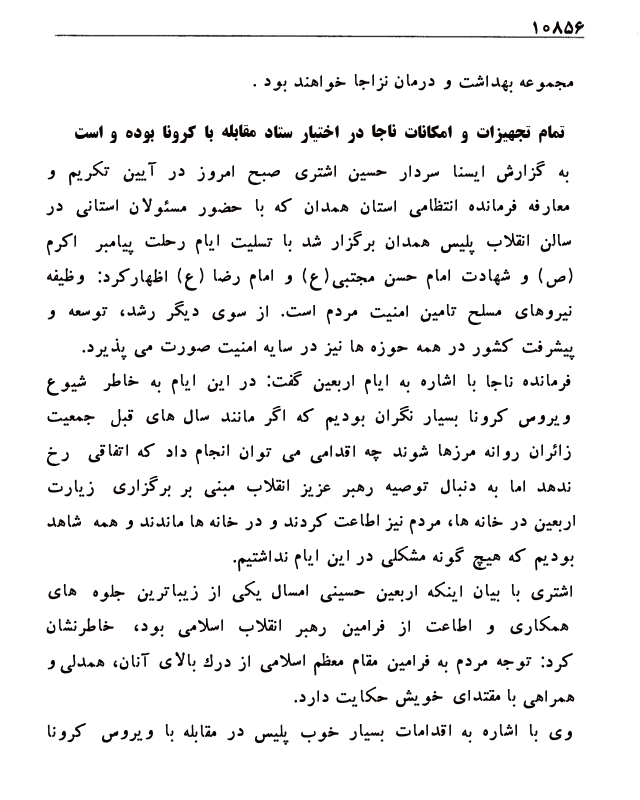 ۱۰۸۵۶
مجموعه بهداشت و درمان نزاجا خواهند بود .
تمام تجهیزات و امکانات ناجا در اختیار ستاد مقابله با کرونا بوده و است
به گزارش ایسنا سردار حسین اشتری صبح امروز در آیین تکریم و
معارفه فرمانده انتظامی استان همدان که با حضور مسئولان استانی در
سالن انقلاب پلیس همدان برگزار شد با تسلیت ایام رحلت پیامبر اکرم
(ص) و شهادت امام حسن مجتبی(ع) و امام رضا (ع) اظهارکرد: وظیفه
نیروهای مسلح تامین امنیت مردم است. از سوی دیگر رشد، توسعه و
پیشرفت کشور در همه حوزه ها نیز در سایه امنیت صورت می پذیرد.
فرمانده ناجا با اشاره به ایام اربعین گفت: در این ایام به خاطر شیوع
ویروس کرونا بسیار نگران بودیم که اگر مانند سال های قبل جمعیت
زائران روانه مرزها شوند چه اقدامی می توان انجام داد که اتفاقی رخ
ندهد اما به دنبال توصیه رهبر عزیز انقلاب مبنی بر برگزاری زیارت
اربعین در خانه ها، مردم نیز اطاعت کردند و در خانه ها ماندند و همه شاهد
بودیم که هیچ گونه مشکلی در این ایام نداشتیم.
اشتری با بیان اینکه اربعین حسینی امسال یکی از زیباترین جلوه های
همکاری و اطاعت از فرامین رهبر انقلاب اسلامی بود، خاطرنشان
کرد: توجه مردم به فرامین مقام معظم اسلامی از درك بالای آنان، همدلی و
همراهی با مقتدای خویش حکایت دارد.
وی با اشاره به اقدامات بسیار خوب پلیس در مقابله با ویروس کرونا